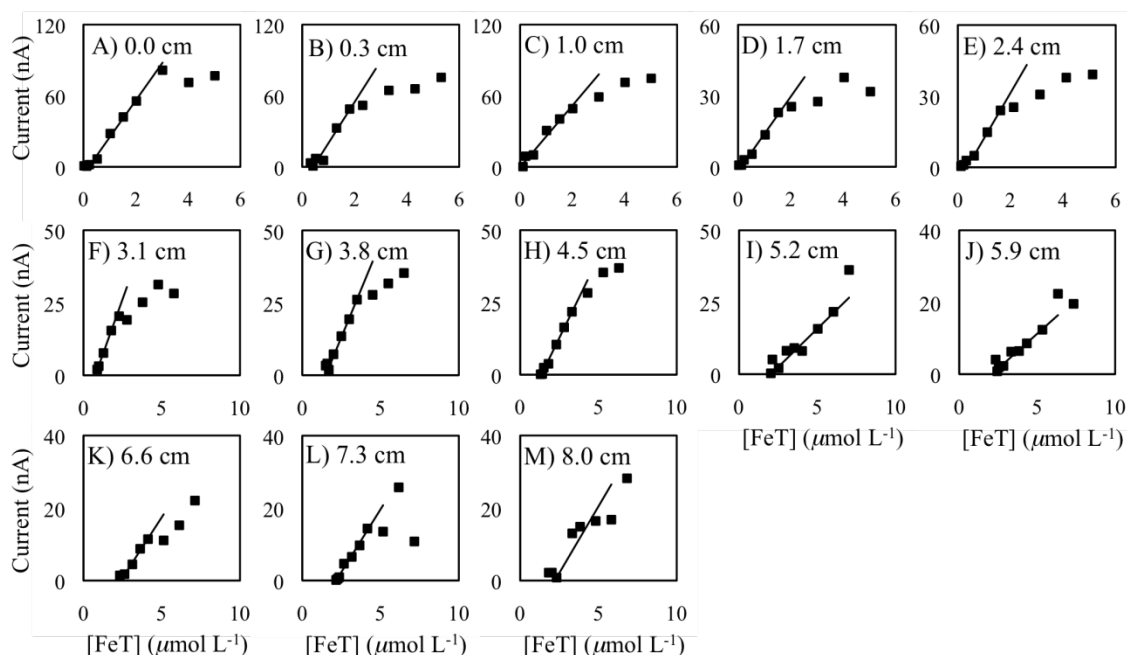 120 120 120 60 60
A) 0.0 cm B) 0.3 cm C) 1.0 cm D) 1.7 cm E) 2.4 cm
Current (nA)
60 60 60 30 30
0 0 0 0 0
0 2 4 6 0 2 4 6 0 2 4 6 0 2 4 6 0 2 4 6
50 50 50 50 40
F) 3.1 cm G) 3.8 cm H) 4.5 cm I) 5.2 cm J) 5.9 cm
Current (nA)
25 25 25 25 20
0 0 0 0 0
0 5 10 0 5 10 0 5 10 0 5 10 0 5 10
[FeT] (μmol L-1) [FeT] (μmol L-1)
40 40 40
K) 6.6 cm L) 7.3 cm M) 8.0 cm
Current (nA)
20 20 20
0 0 0
0 5 10 0 5 10 0 5 10
[FeT] (μmol L-1) [FeT] (μmol L-1) [FeT] (μmol L-1)